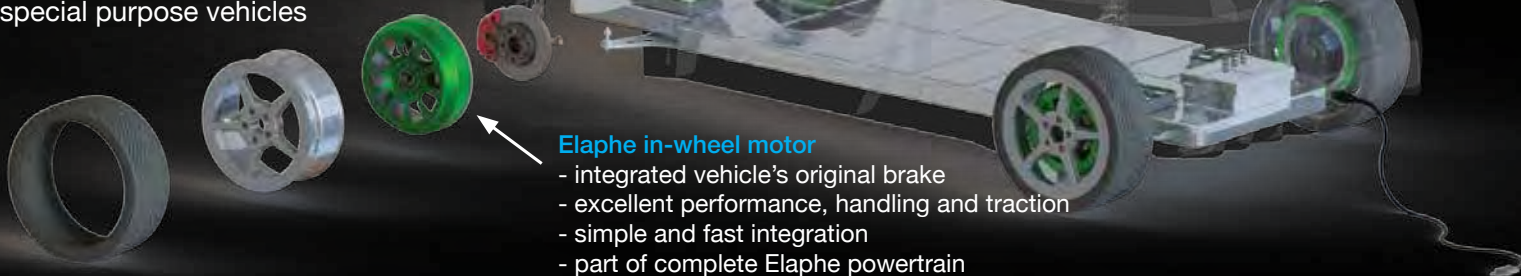 special purpose vehicles
Elaphe in-wheel motor
- integrated vehicle's original brake
- excellent performance, handling and traction
- simple and fast integration
- part of complete Elaphe powertrain